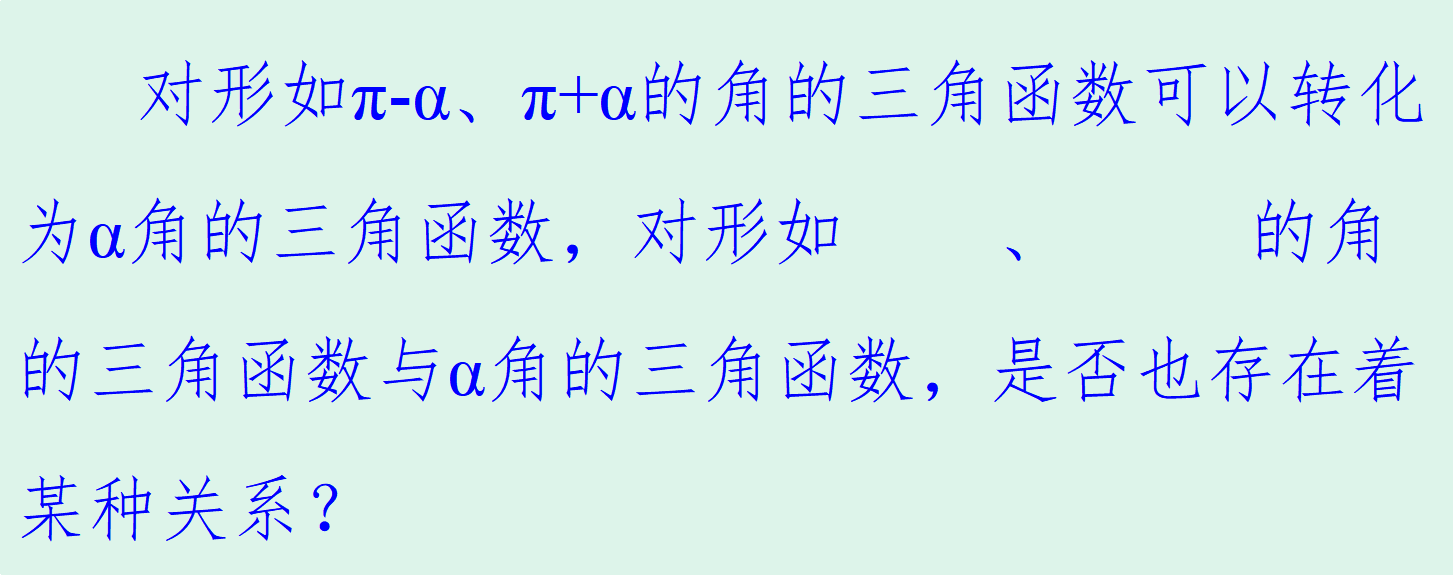 对形如π-α、π+α的角的三角函数可以转化
为α角的三角函数，对形如 、 的角
的三角函数与α角的三角函数，是否也存在着
某种关系？